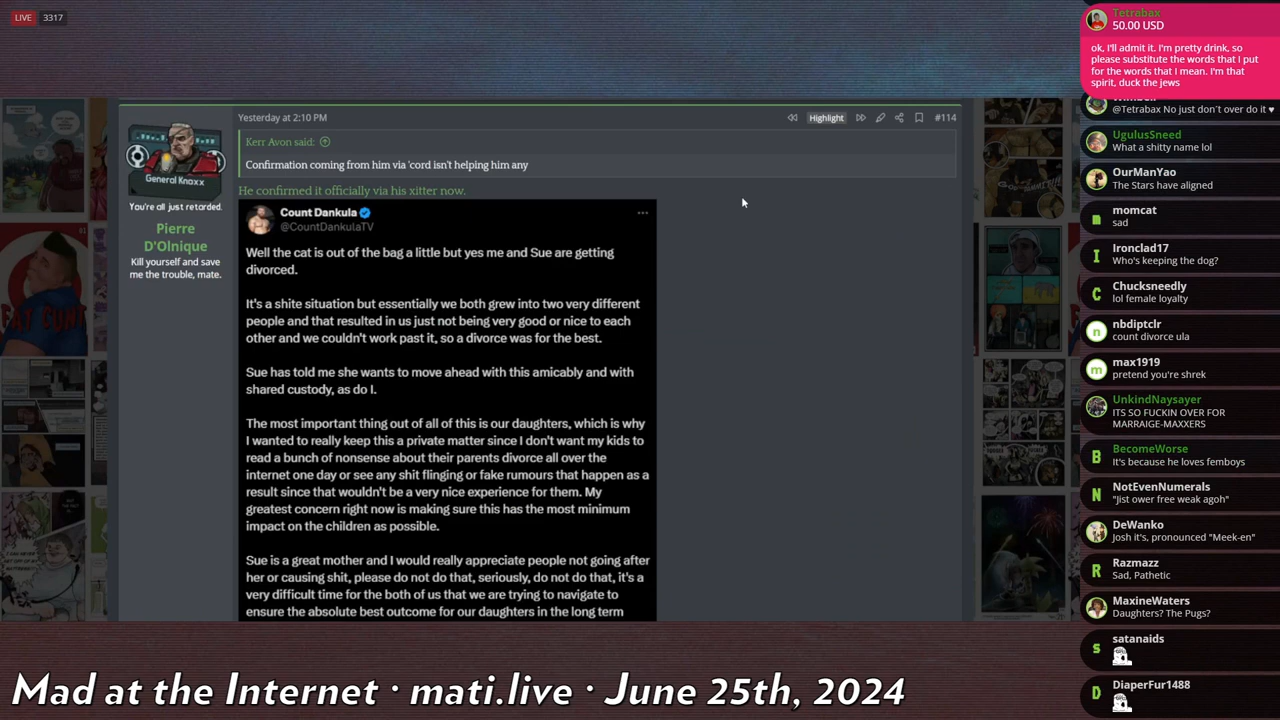 LIVE 3317
Yesterday at 2:10 PM
Highlight
#114
Kerr Avon said:
Confirmation coming from him via 'cord isn't helping him any
General Knaxx
You're all just retarded.
Pierre
D'Olnique
Kill yourself and save
me the trouble, mate.
He confirmed it officially via his xitter now.
Count Dankula
@CountDankulaTV
Well the cat is out of the bag a little but yes me and Sue are getting
divorced.
It's a shite situation but essentially we both grew into two very different
people and that resulted in us just not being very good or nice to each
other and we couldn't work past it, so a divorce was for the best.
Sue has told me she wants to move ahead with this amicably and with
shared custody, as do I.
The most important thing out of all of this is our daughters, which is why
I wanted to really keep this a private matter since I don't want my kids to
read a bunch of nonsense about their parents divorce all over the
internet one day or see any shit flinging or fake rumours that happen as a
result since that wouldn't be a very nice experience for them. My
greatest concern right now is making sure this has the most minimum
impact on the children as possible.
Sue is a great mother and I would really appreciate people not going after
her or causing shit, please do not do that, seriously, do not do that, it's a
very difficult time for the both of us that we are trying to navigate to
ensure the absolute best outcome for our daughters in the long term
FAT CUNT
Tetrabax
50.00 USD
ok, I'll admit it. I'm pretty drink, so
please substitute the words that I put
for the words that I mean. I'm that
spirit, duck the jews
@Tetrabax No just don´t over do it ♥
UgulusSneed
What a shitty name lol
OurManYao
The Stars have aligned
n
momcat
sad
I
Ironclad17
Who's keeping the dog?
C
Chucksneedly
lol female loyalty
n
nbdiptclr
count divorce ula
m
max1919
pretend you're shrek
UnkindNaysayer
ITS SO FUCKIN OVER FOR
MARRAIGE-MAXXERS
B
BecomeWorse
It's because he loves femboys
N
NotEvenNumerals
"Jist ower free weak agoh"
DeWanko
Josh it's, pronounced "Meek-en"
R
Razmazz
Sad, Pathetic
MaxineWaters
Daughters? The Pugs?
s
satanaids
D
DiaperFur1488
Mad at the Internet · mati.live · June 25th, 2024